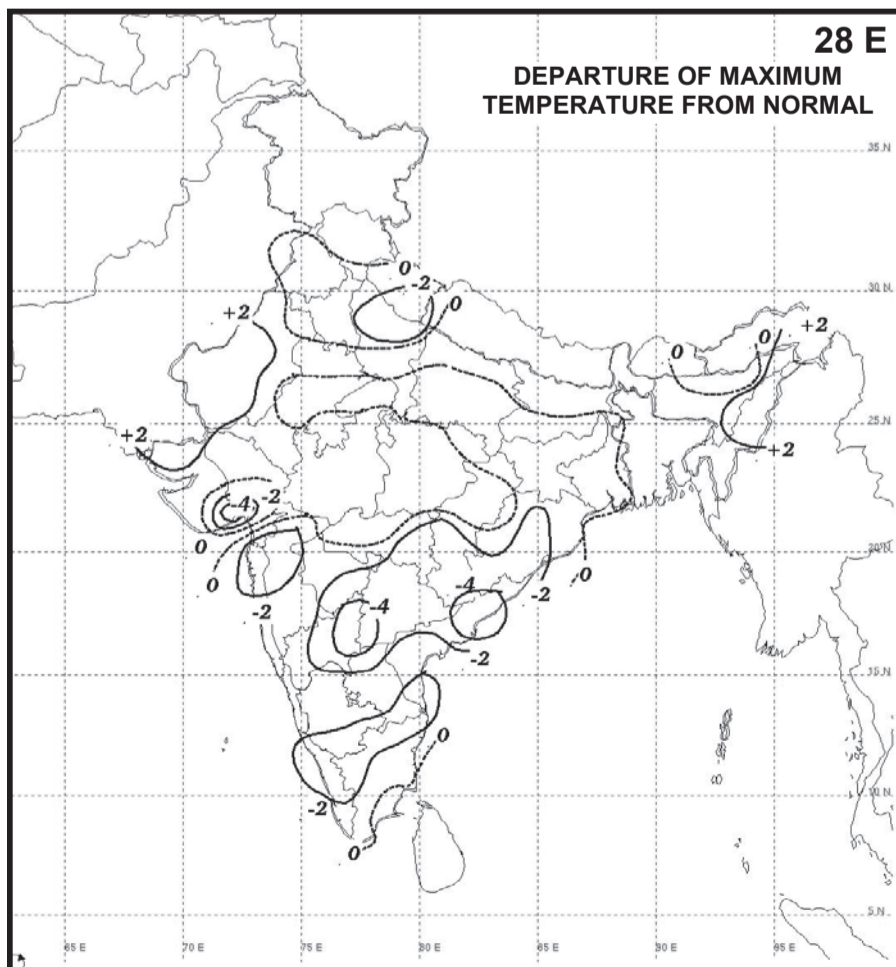 28 E
DEPARTURE OF MAXIMUM
TEMPERATURE FROM NORMAL
35 N
0
-2
30 N
0
+2
+2
0
0
25 N
+2
+2
-2
-4
0
20 N
0
-4
-2
0
-2
-4
-2
15 N
0
10 N
-2
0
5 N
65 E
70 E
75 E
80 E
85 E
90 E
95 E